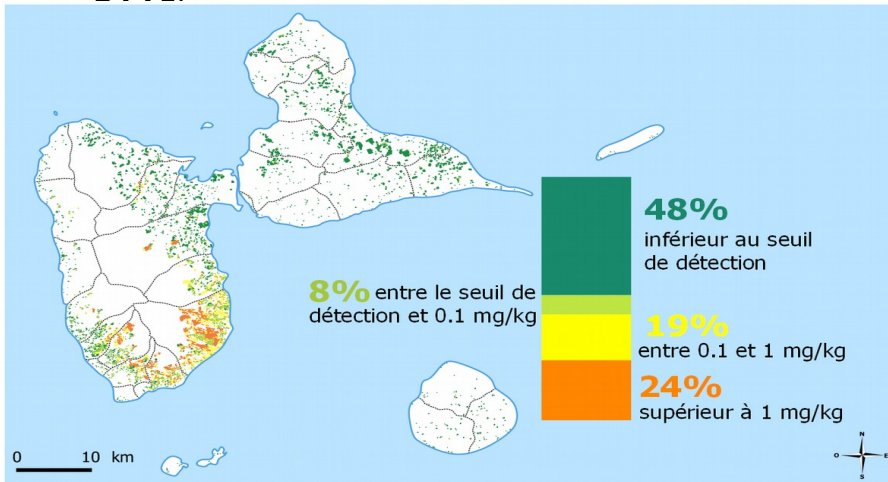 48%
inférieur au seuil
de détection
8% entre le seuil de
détection et 0.1 mg/kg
19%
entre 0.1 et 1 mg/kg
24%
supérieur à 1 mg/kg
0 10 km
N
O E
S